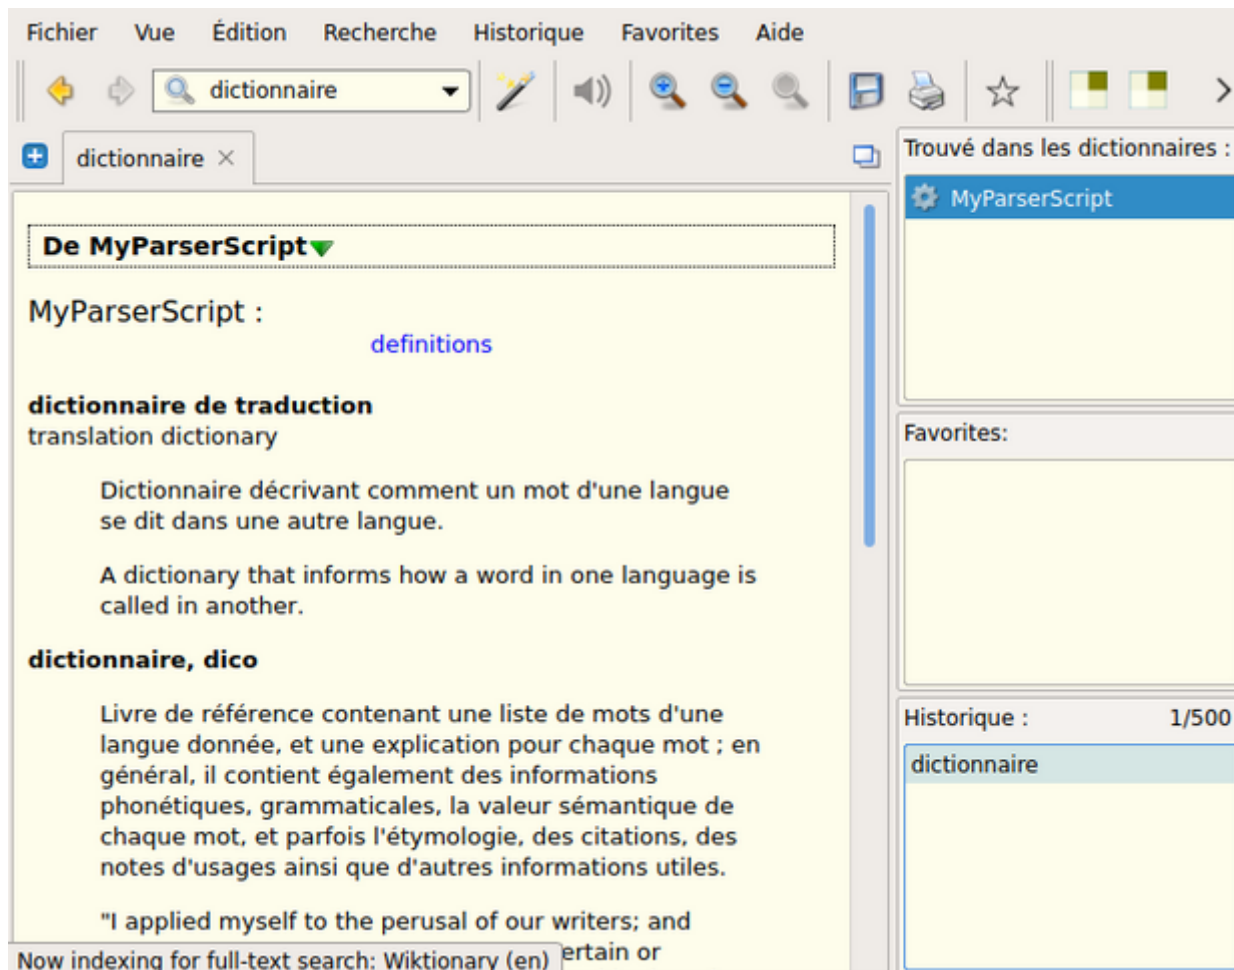 Fichier Vue Édition Recherche Historique Favorites Aide
dictionnaire
dictionnaire
De MyParserScript
MyParserScript :
definitions
dictionnaire de traduction
translation dictionary
Dictionnaire décrivant comment un mot d'une langue
se dit dans une autre langue.
A dictionary that informs how a word in one language is
called in another.
dictionnaire, dico
Livre de référence contenant une liste de mots d'une
langue donnée, et une explication pour chaque mot ; en
général, il contient également des informations
phonétiques, grammaticales, la valeur sémantique de
chaque mot, et parfois l'étymologie, des citations, des
notes d'usages ainsi que d'autres informations utiles.
"I applied myself to the perusal of our writers; and
ertain or
Now indexing for full-text search: Wiktionary (en)
Trouvé dans les dictionnaires :
MyParserScript
Favorites:
Historique : 1/500
dictionnaire